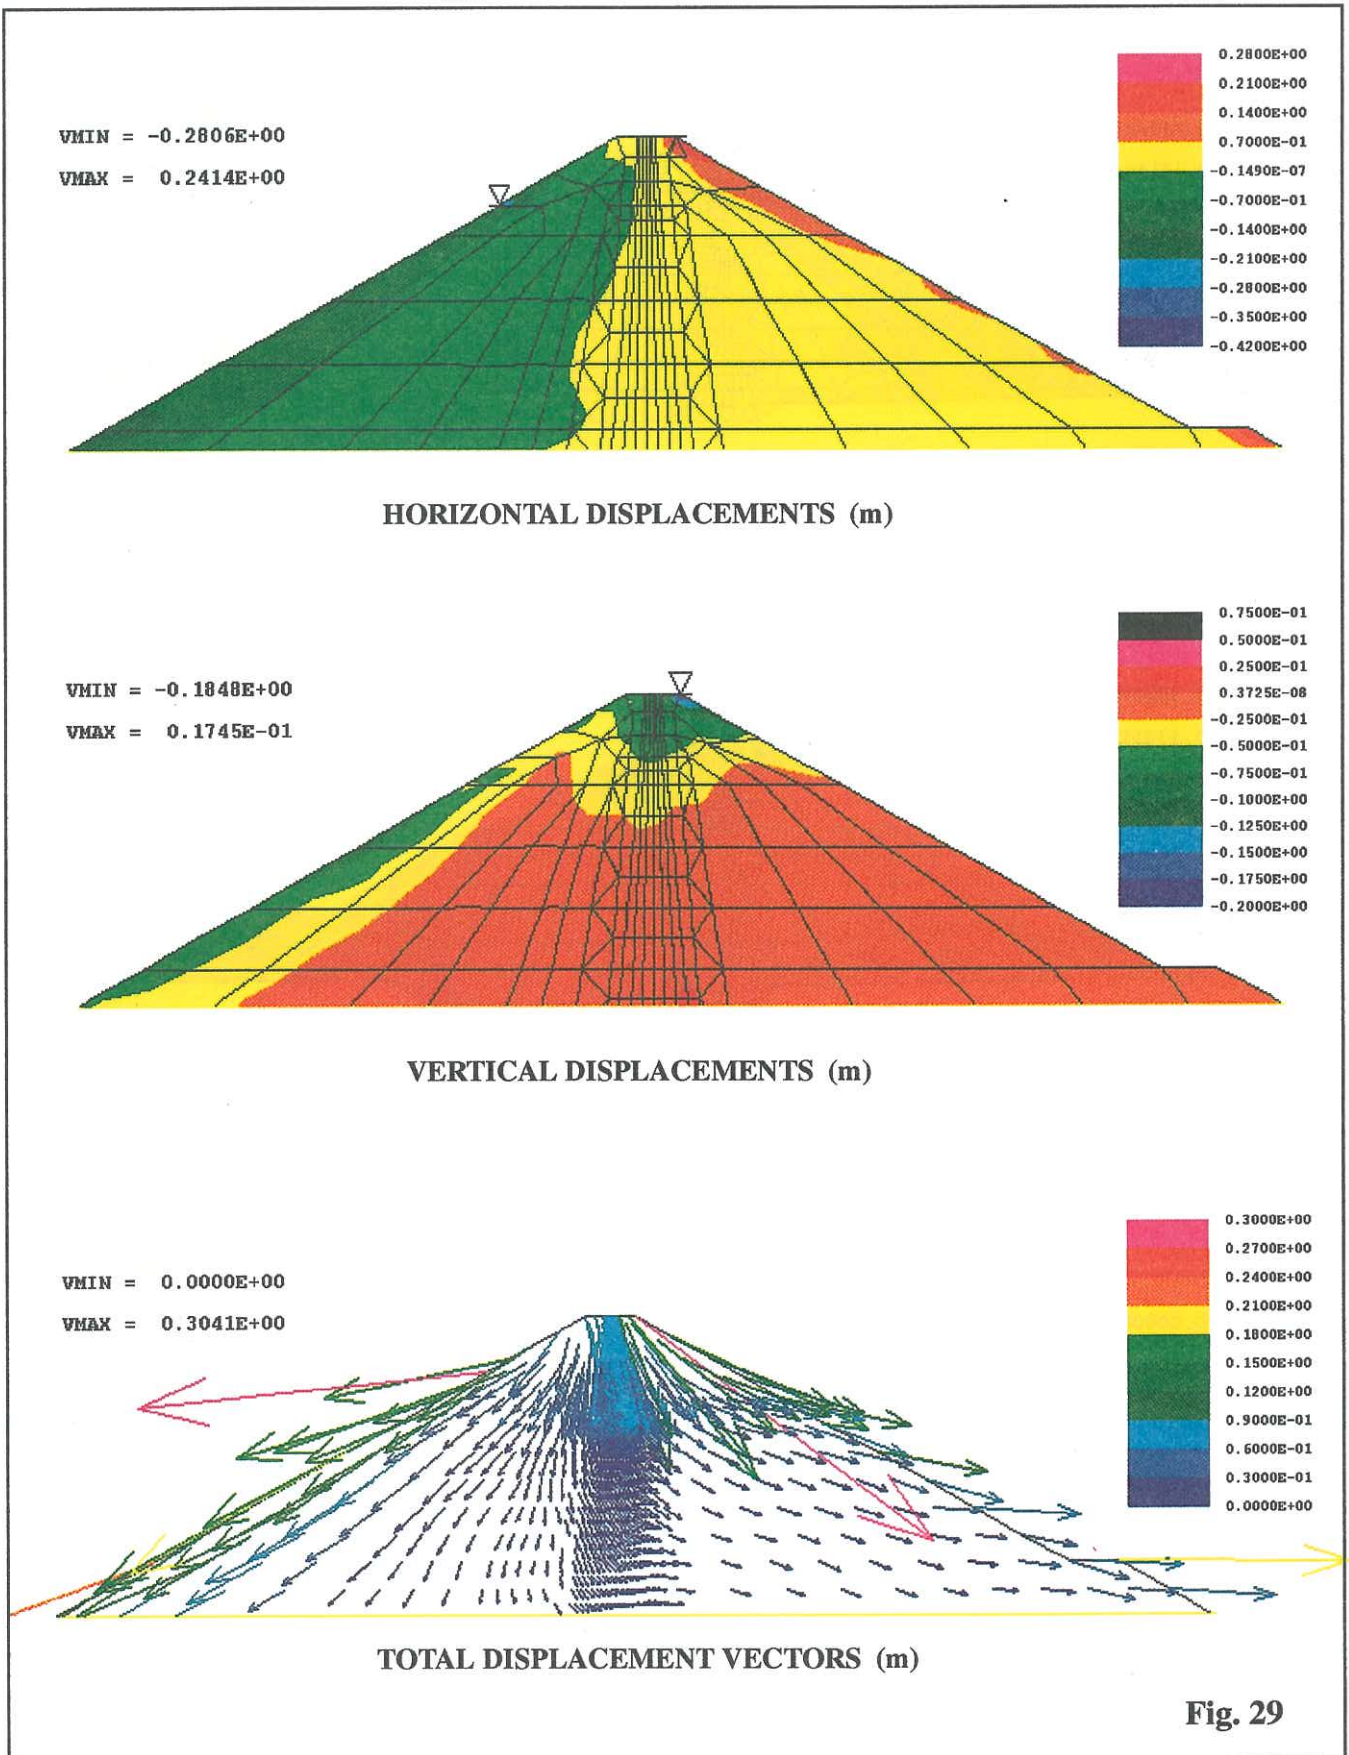 VMIN = -0.2806E+00
VMAX = 0.2414E+00
0.2800E+00
0.2100E+00
0.1400E+00
0.7000E-01
-0.1490E-07
-0.7000E-01
-0.1400E+00
-0.2100E+00
-0.2800E+00
-0.3500E+00
-0.4200E+00
HORIZONTAL DISPLACEMENTS (m)
VMIN = -0.1848E+00
VMAX = 0.1745E-01
0.7500E-01
0.5000E-01
0.2500E-01
0.3725E-08
-0.2500E-01
-0.5000E-01
-0.7500E-01
-0.1000E+00
-0.1250E+00
-0.1500E+00
-0.1750E+00
-0.2000E+00
VERTICAL DISPLACEMENTS (m)
VMIN = 0.0000E+00
VMAX = 0.3041E+00
0.3000E+00
0.2700E+00
0.2400E+00
0.2100E+00
0.1800E+00
0.1500E+00
0.1200E+00
0.9000E-01
0.6000E-01
0.3000E-01
0.0000E+00
TOTAL DISPLACEMENT VECTORS (m)
Fig. 29